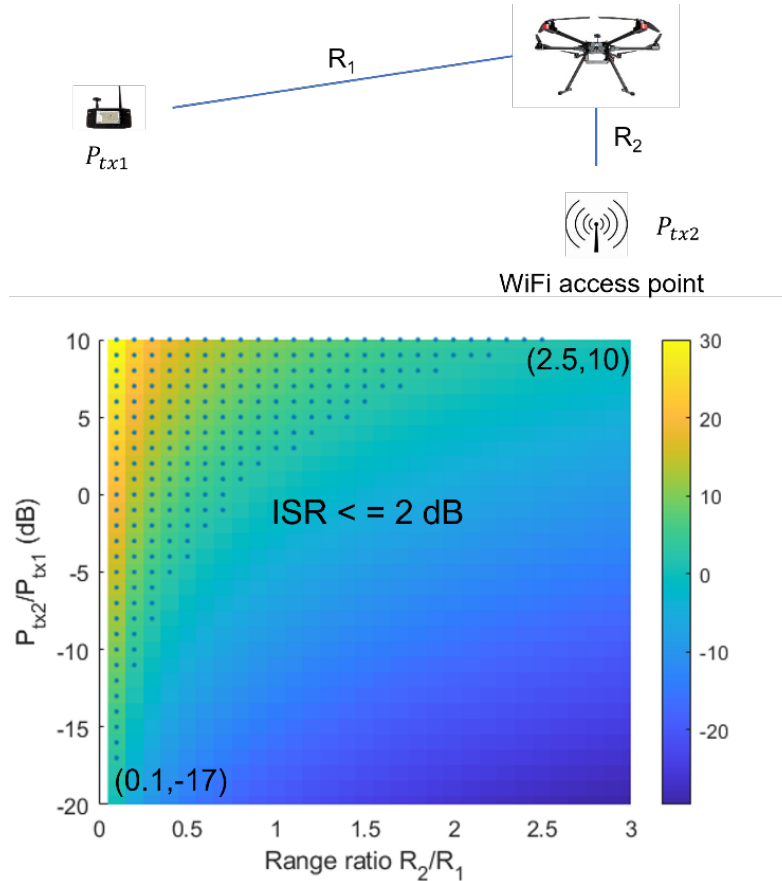 R₁
P_tx1
R₂
P_tx2
WiFi access point
10
5
0
-5
-10
-15
-20
P_tx2/P_tx1 (dB)
(2.5,10)
ISR < = 2 dB
(0.1,-17)
0
0.5
1
1.5
2
2.5
3
Range ratio R₂/R₁
30
20
10
0
-10
-20